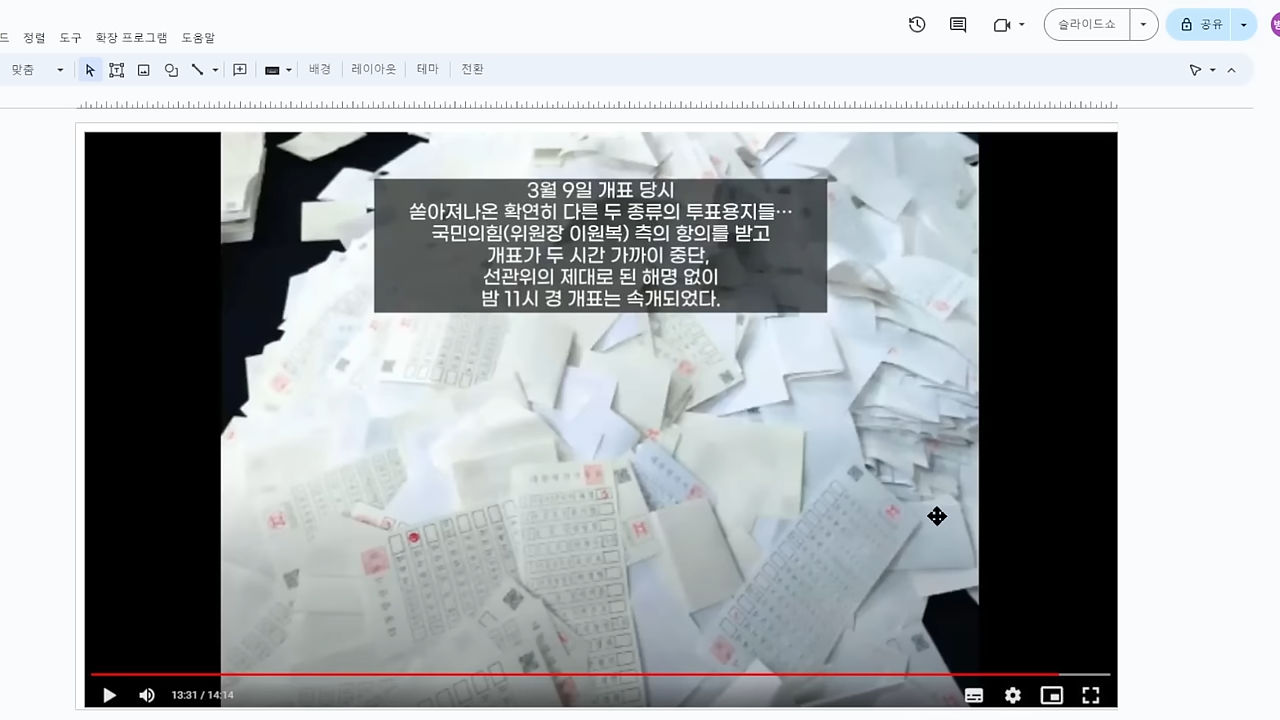 드 정렬 도구 확장 프로그램 도움말
슬라이드쇼
공유
맞춤
배경 레이아웃 테마 전환
3월 9일 개표 당시
쏟아져나온 확연히 다른 두 종류의 투표용지들…
국민의힘(위원장 이원복) 측의 항의를 받고
개표가 두 시간 가까이 중단,
선관위의 제대로 된 해명 없이
밤 11시 경 개표는 속개되었다.
13:31 / 14:14